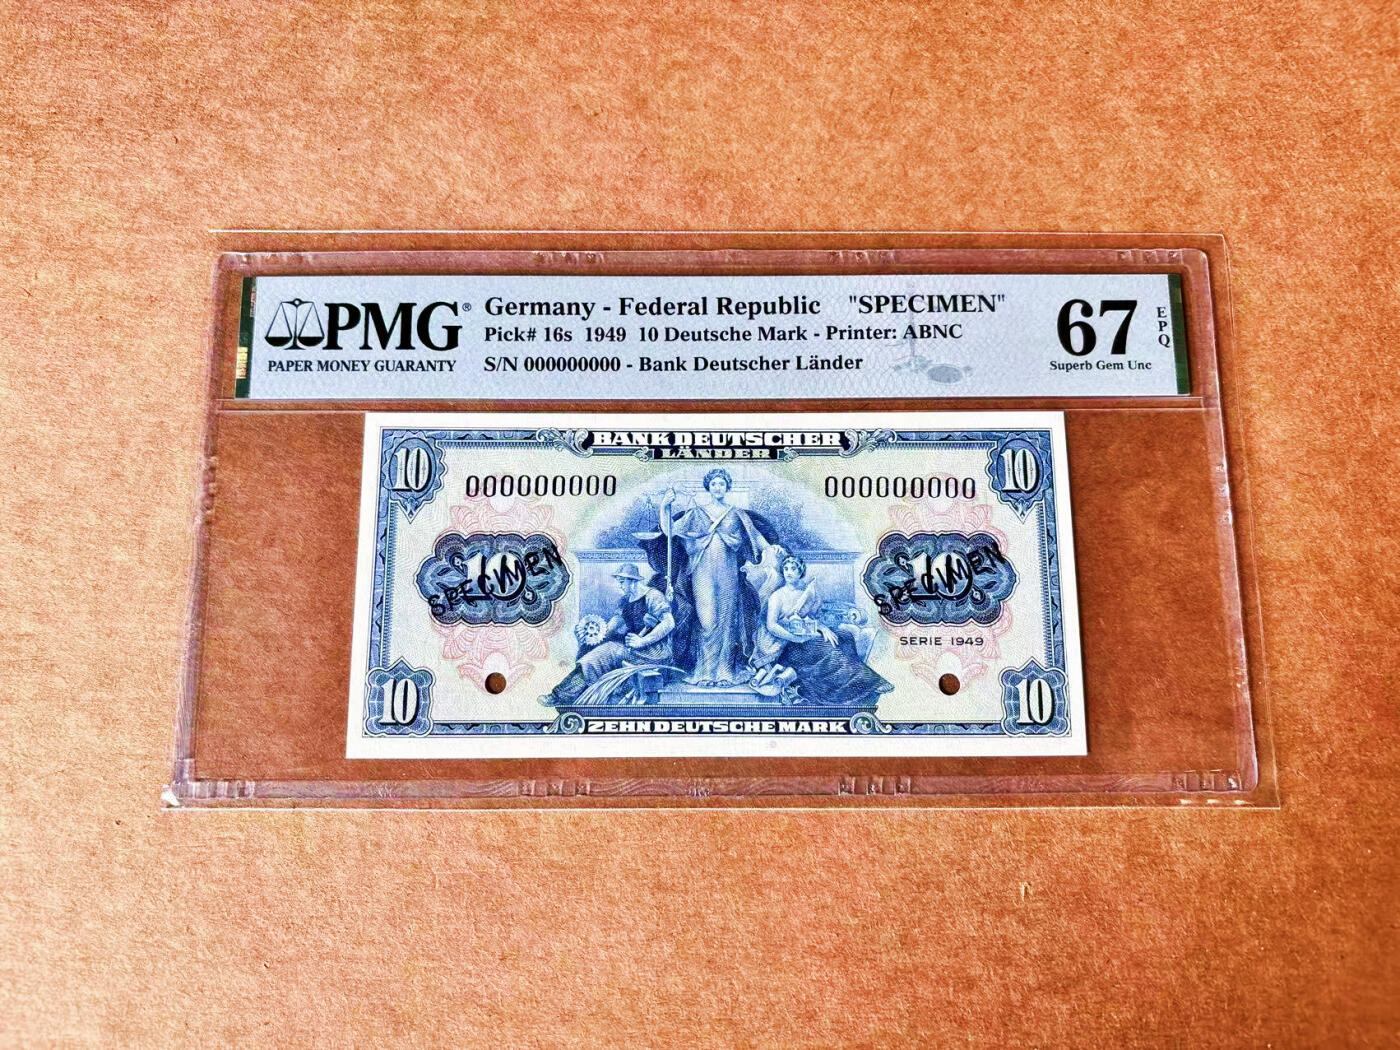 PMG®
PAPER MONEY GUARANTY
Germany - Federal Republic "SPECIMEN"
Pick# 16s 1949 10 Deutsche Mark - Printer: ABNC
S/N 000000000 - Bank Deutscher Länder
67
EPQ
Superb Gem Unc
BANK DEUTSCHER
LÄNDER
10
10
000000000
000000000
10
SPECIMEN
10
SPECIMEN
SERIE 1949
10
10
ZEHN DEUTSCHE MARK